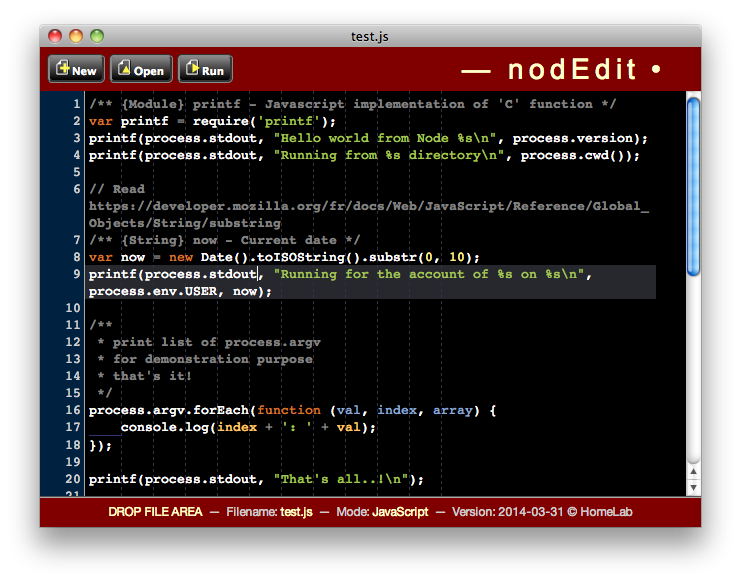 test.js
New Open Run — nodEdit •
1 /** {Module} printf - Javascript implementation of 'C' function */
2 var printf = require('printf');
3 printf(process.stdout, "Hello world from Node %s\n", process.version);
4 printf(process.stdout, "Running from %s directory\n", process.cwd());
5
6 // Read
https://developer.mozilla.org/fr/docs/Web/JavaScript/Reference/Global_
Objects/String/substring
7 /** {String} now - Current date */
8 var now = new Date().toISOString().substr(0, 10);
9 printf(process.stdout, "Running for the account of %s on %s\n",
process.env.USER, now);
10
11 /**
12  * print list of process.argv
13  * for demonstration purpose
14  * that's it!
15  */
16 process.argv.forEach(function (val, index, array) {
17     console.log(index + ': ' + val);
18 });
19
20 printf(process.stdout, "That's all..!\n");
21
DROP FILE AREA — Filename: test.js — Mode: JavaScript — Version: 2014-03-31 © HomeLab